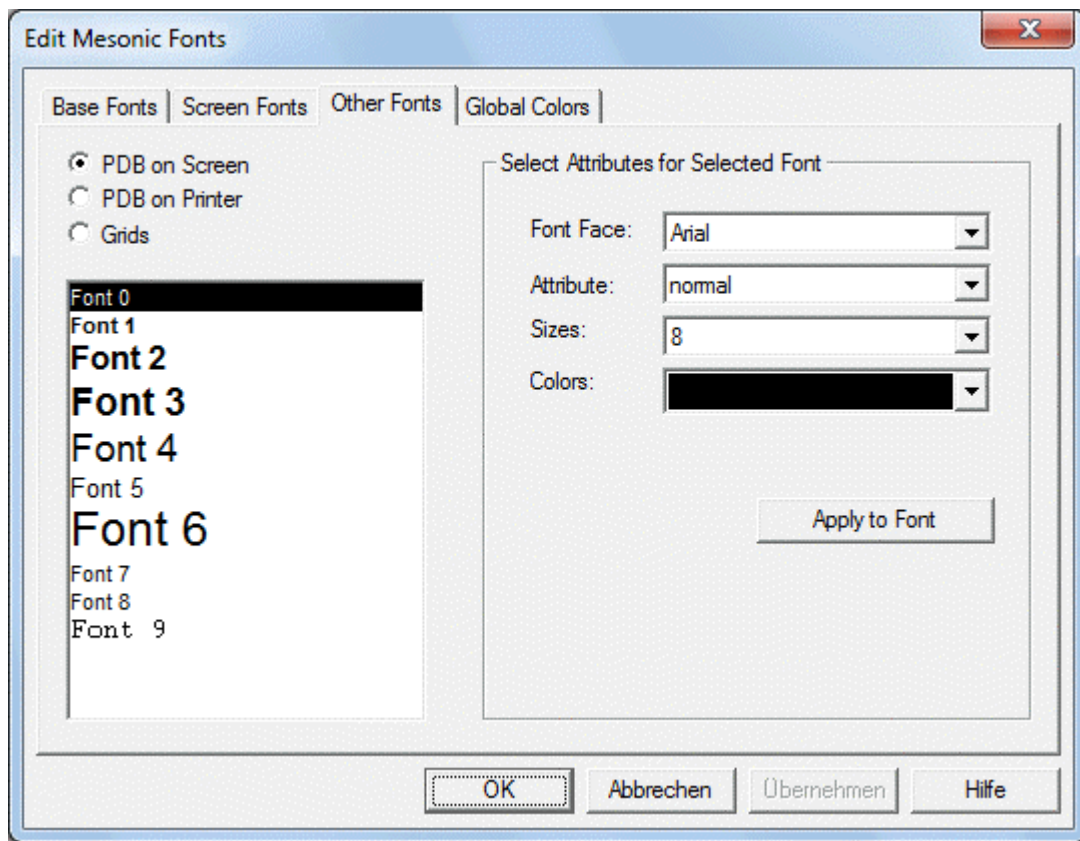 Edit Mesonic Fonts
Base Fonts Screen Fonts Other Fonts Global Colors
PDB on Screen
PDB on Printer
Grids
Font 0
Font 1
Font 2
Font 3
Font 4
Font 5
Font 6
Font 7
Font 8
Font 9
Select Attributes for Selected Font
Font Face: Arial
Attribute: normal
Sizes: 8
Colors:
Apply to Font
OK Abbrechen Übernehmen Hilfe